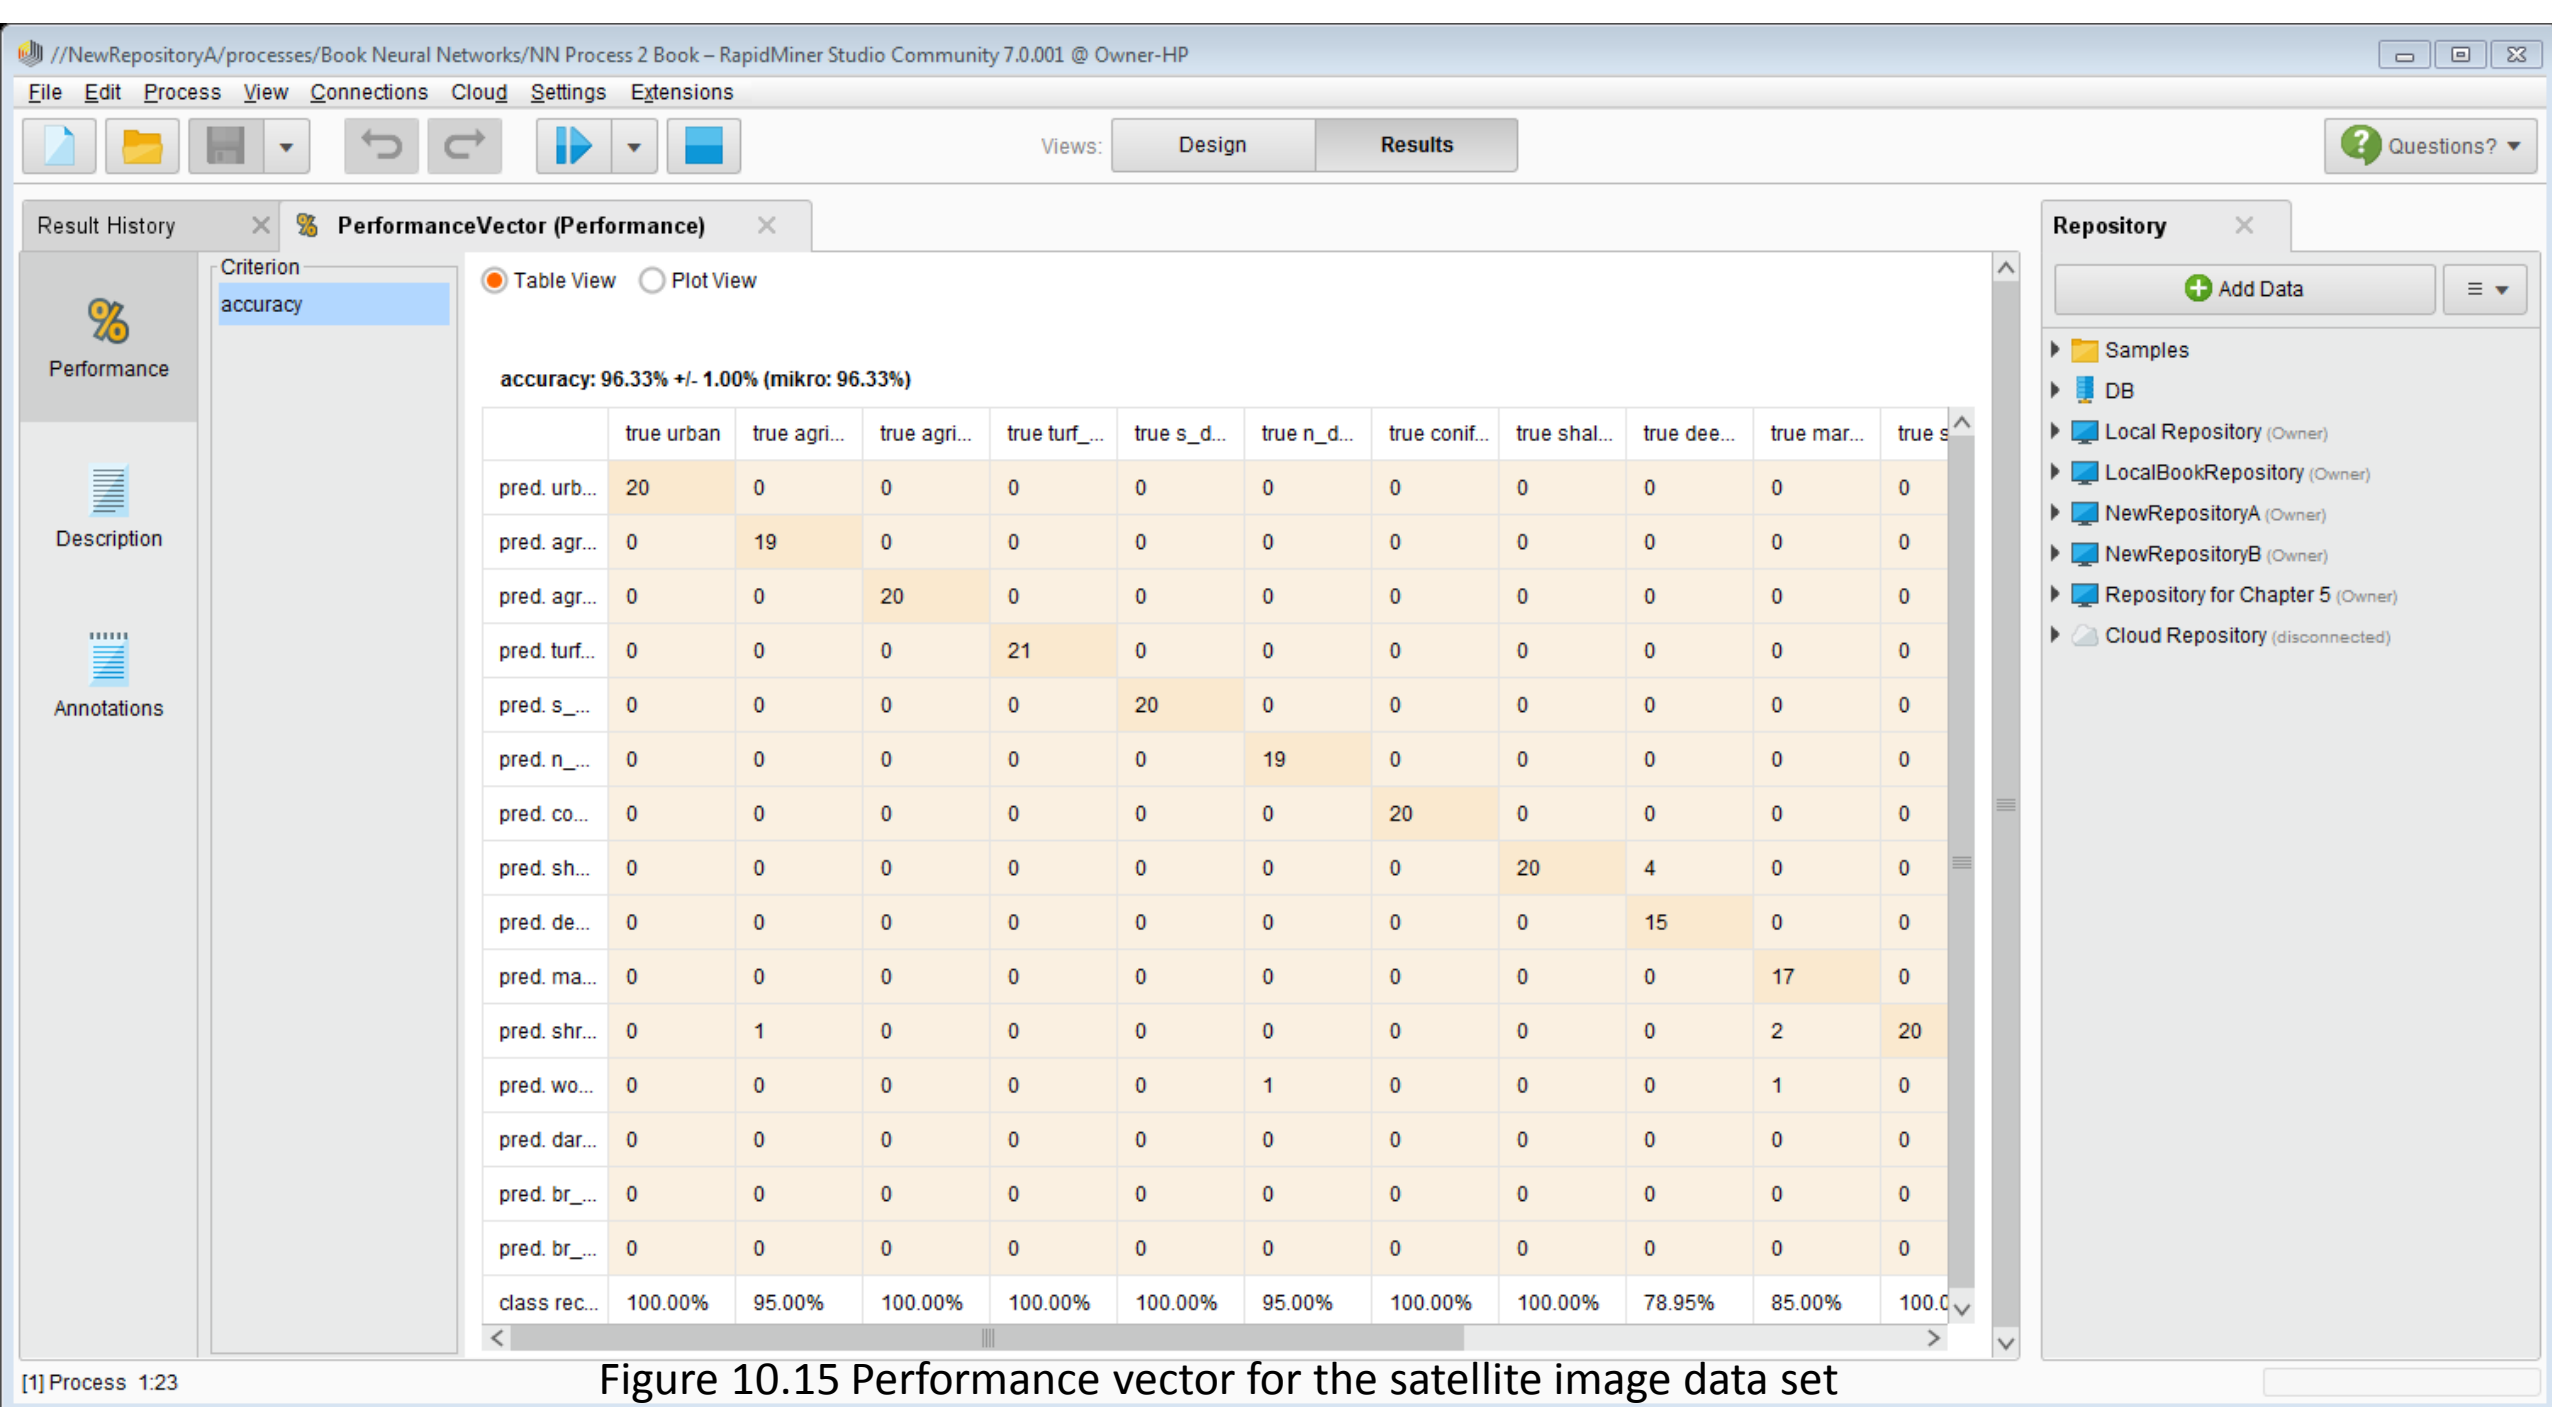 //NewRepositoryA/processes/Book Neural Networks/NN Process 2 Book – RapidMiner Studio Community 7.0.001 @ Owner-HP
File Edit Process View Connections Cloud Settings Extensions
Views: Design Results Questions?
Result History PerformanceVector (Performance)
Performance
Description
Annotations
Criterion
accuracy
Table View Plot View
accuracy: 96.33% +/- 1.00% (mikro: 96.33%)
true urban true agri... true agri... true turf_... true s_d... true n_d... true conif... true shal... true dee... true mar... true s
pred. urb... 20 0 0 0 0 0 0 0 0 0 0
pred. agr... 0 19 0 0 0 0 0 0 0 0 0
pred. agr... 0 0 20 0 0 0 0 0 0 0 0
pred. turf... 0 0 0 21 0 0 0 0 0 0 0
pred. s_... 0 0 0 0 20 0 0 0 0 0 0
pred. n_... 0 0 0 0 0 19 0 0 0 0 0
pred. co... 0 0 0 0 0 0 20 0 0 0 0
pred. sh... 0 0 0 0 0 0 0 20 4 0 0
pred. de... 0 0 0 0 0 0 0 0 15 0 0
pred. ma... 0 0 0 0 0 0 0 0 0 17 0
pred. shr... 0 1 0 0 0 0 0 0 0 2 20
pred. wo... 0 0 0 0 0 1 0 0 0 1 0
pred. dar... 0 0 0 0 0 0 0 0 0 0 0
pred. br_... 0 0 0 0 0 0 0 0 0 0 0
pred. br_... 0 0 0 0 0 0 0 0 0 0 0
class rec... 100.00% 95.00% 100.00% 100.00% 100.00% 95.00% 100.00% 100.00% 78.95% 85.00% 100.0
Repository
Add Data
Samples
DB
Local Repository (Owner)
LocalBookRepository (Owner)
NewRepositoryA (Owner)
NewRepositoryB (Owner)
Repository for Chapter 5 (Owner)
Cloud Repository (disconnected)
[1] Process 1:23
Figure 10.15 Performance vector for the satellite image data set